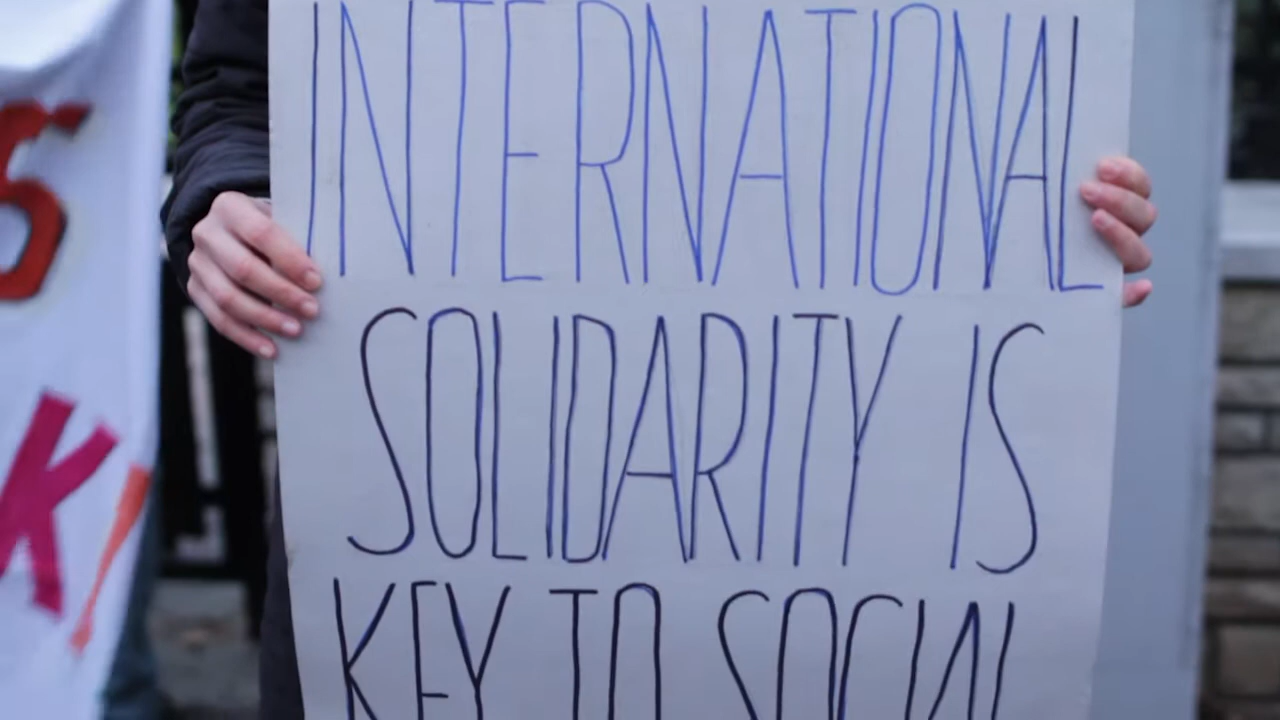 INTERNATIONAL
SOLIDARITY IS
KEY TO SOCIAL
K!